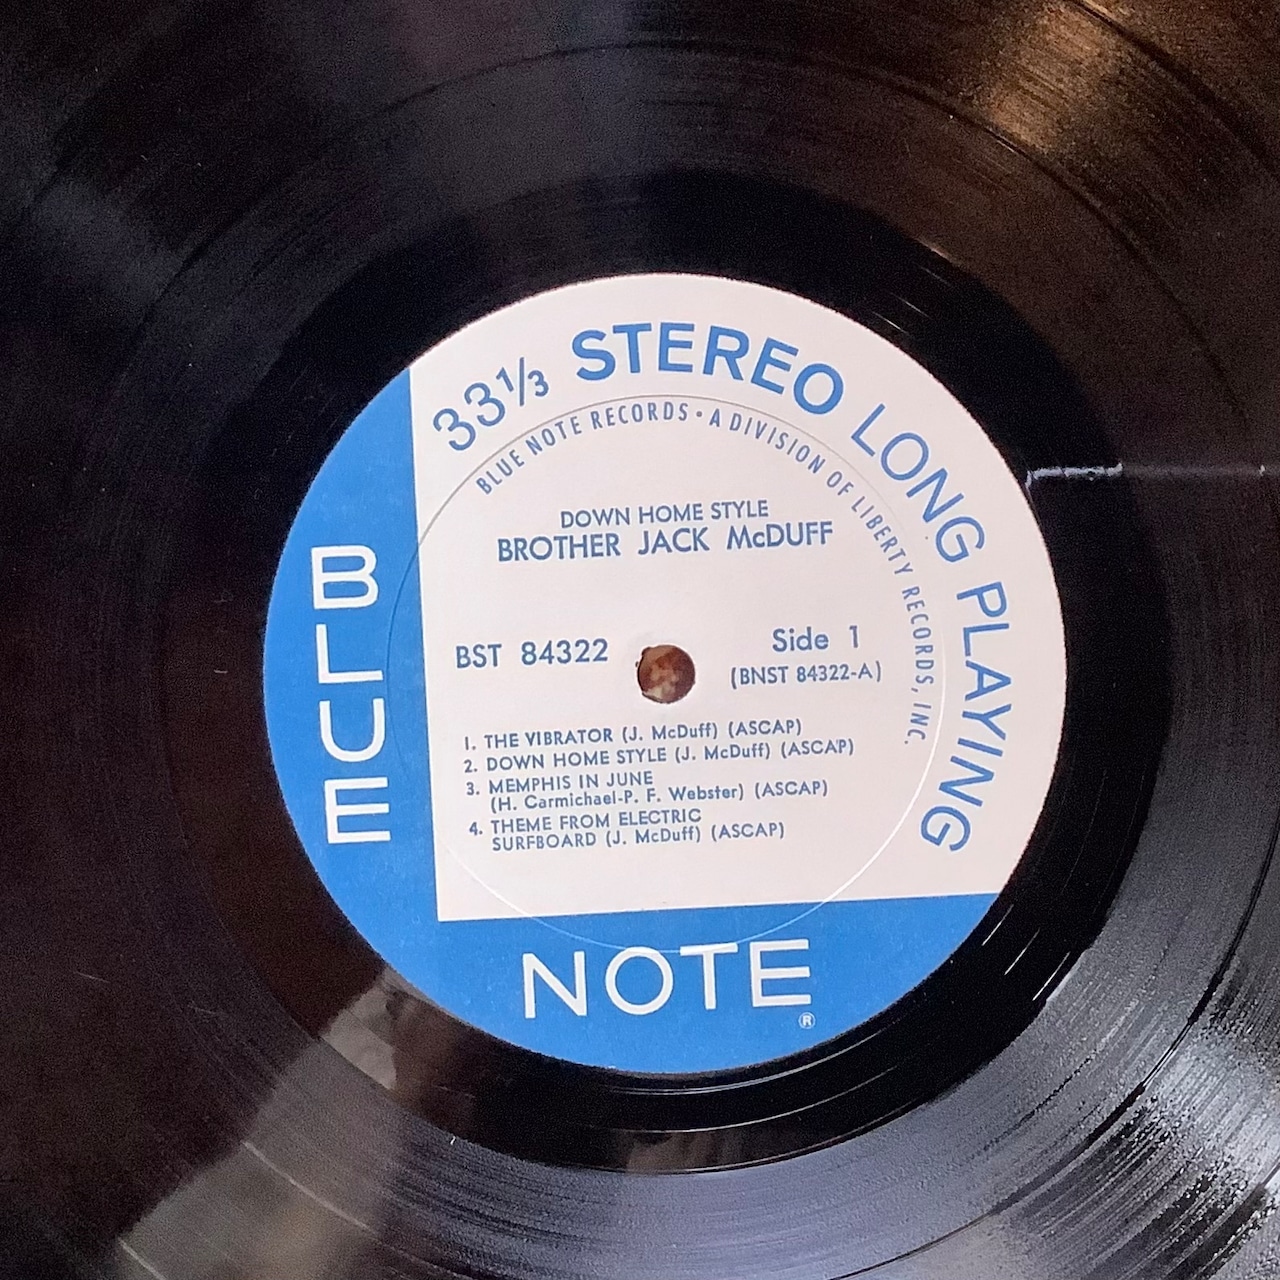 33⅓ STEREO LONG PLAYING
BLUE NOTE RECORDS • A DIVISION OF LIBERTY RECORDS, INC.
DOWN HOME STYLE
BROTHER JACK McDUFF
BST 84322
Side 1
(BNST 84322-A)
1. THE VIBRATOR (J. McDuff) (ASCAP)
2. DOWN HOME STYLE (J. McDuff) (ASCAP)
3. MEMPHIS IN JUNE
(H. Carmichael-P. F. Webster) (ASCAP)
4. THEME FROM ELECTRIC
SURFBOARD (J. McDuff) (ASCAP)
BLUE
NOTE
®